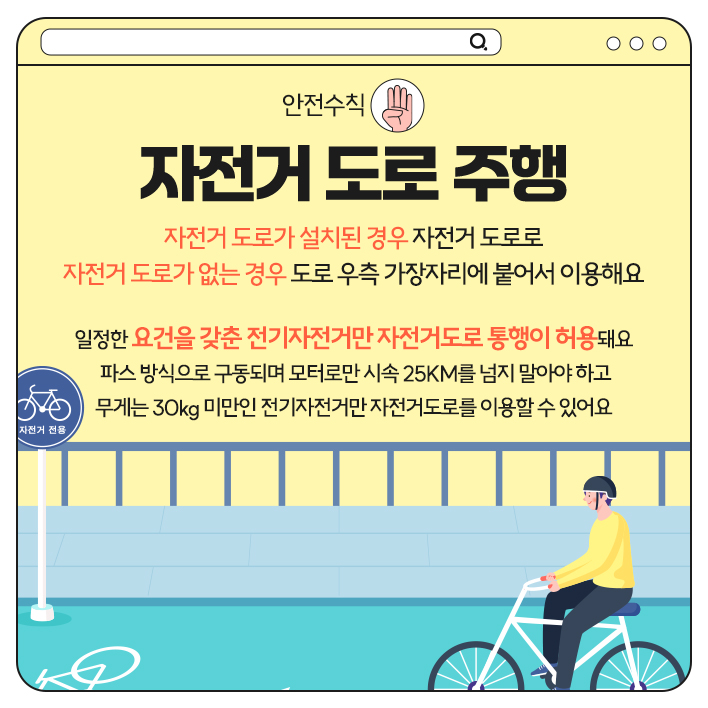 안전수칙
자전거 도로 주행
자전거 도로가 설치된 경우 자전거 도로로
자전거 도로가 없는 경우 도로 우측 가장자리에 붙어서 이용해요
일정한 요건을 갖춘 전기자전거만 자전거도로 통행이 허용돼요
파스 방식으로 구동되며 모터로만 시속 25KM를 넘지 말아야 하고
무게는 30kg 미만인 전기자전거만 자전거도로를 이용할 수 있어요
자전거 전용